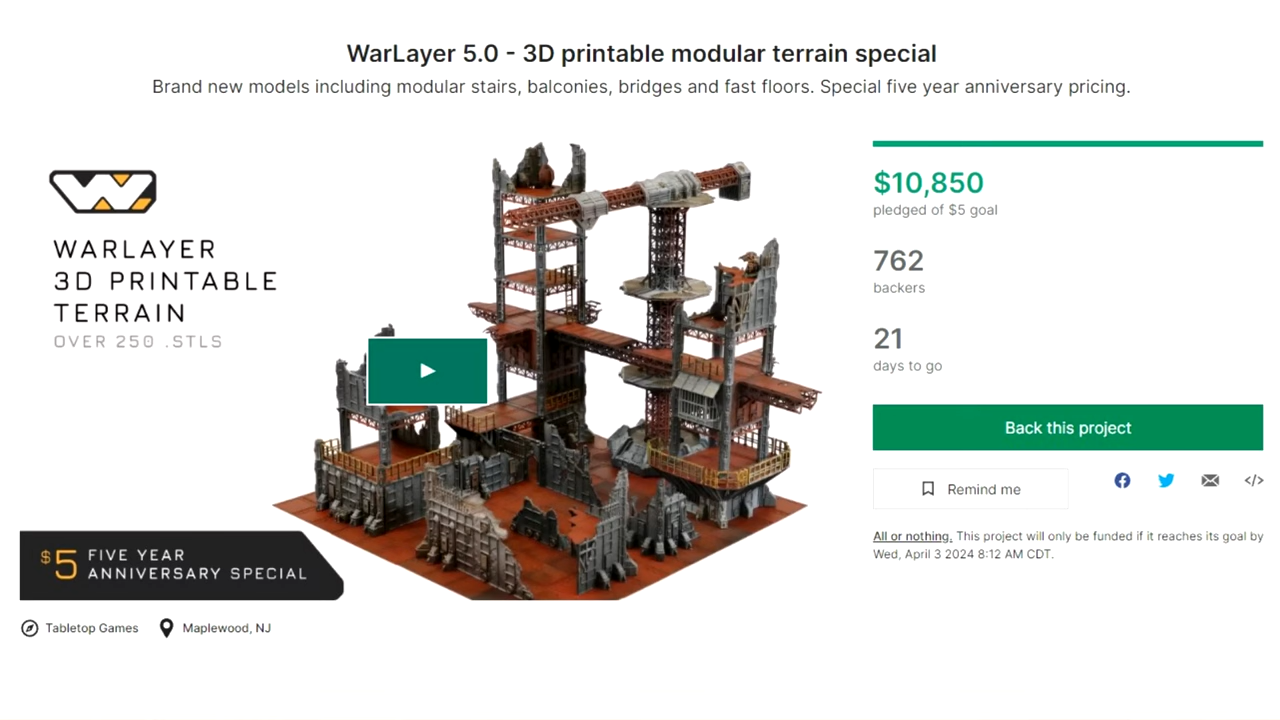 WarLayer 5.0 - 3D printable modular terrain special
Brand new models including modular stairs, balconies, bridges and fast floors. Special five year anniversary pricing.
WARLAYER
3D PRINTABLE
TERRAIN
OVER 250 .STLS
$5 FIVE YEAR
ANNIVERSARY SPECIAL
Tabletop Games
Maplewood, NJ
$10,850
pledged of $5 goal
762
backers
21
days to go
Back this project
Remind me
All or nothing. This project will only be funded if it reaches its goal by
Wed, April 3 2024 8:12 AM CDT.